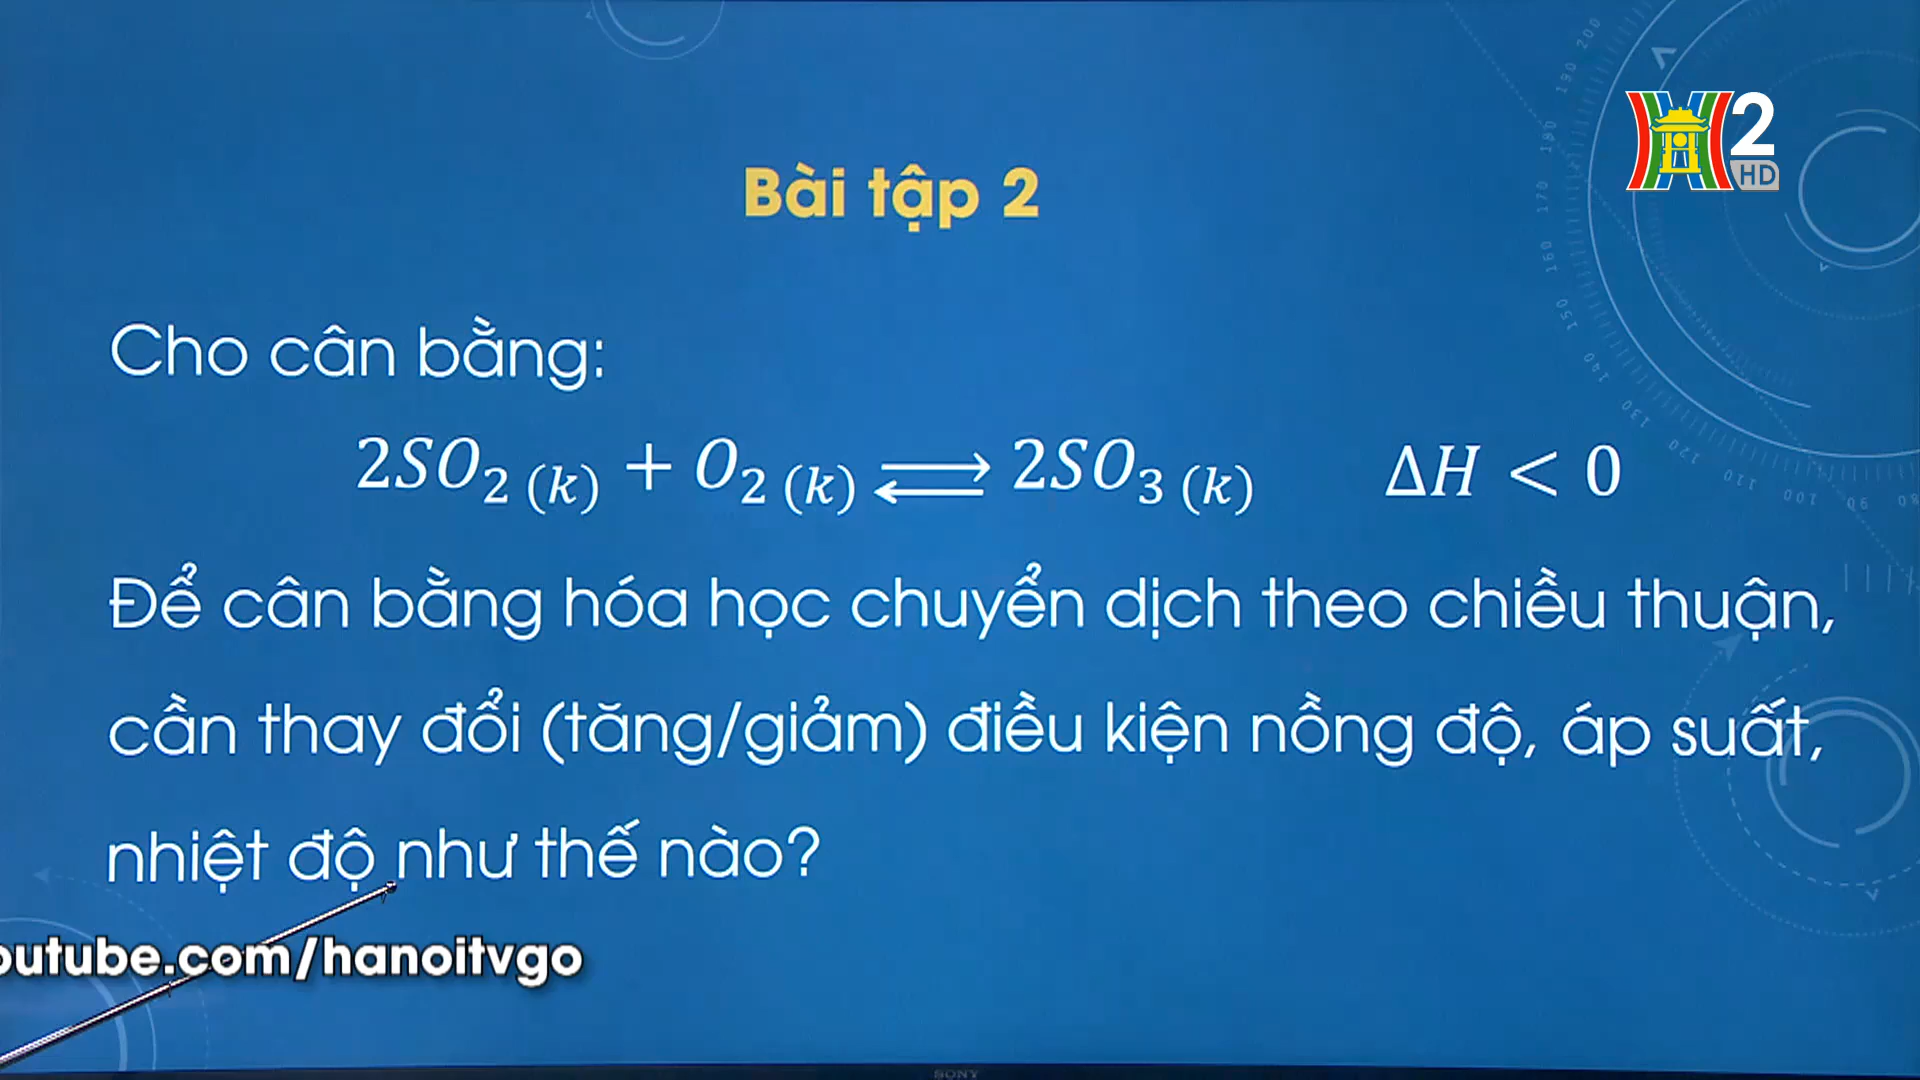 2
HD
Bài tập 2
Cho cân bằng:
2SO₂ (k) + O₂ (k) ⇌ 2SO₃ (k) ΔH < 0
Để cân bằng hóa học chuyển dịch theo chiều thuận,
cần thay đổi (tăng/giảm) điều kiện nồng độ, áp suất,
nhiệt độ như thế nào?
outube.com/hanoitvgo
SONY